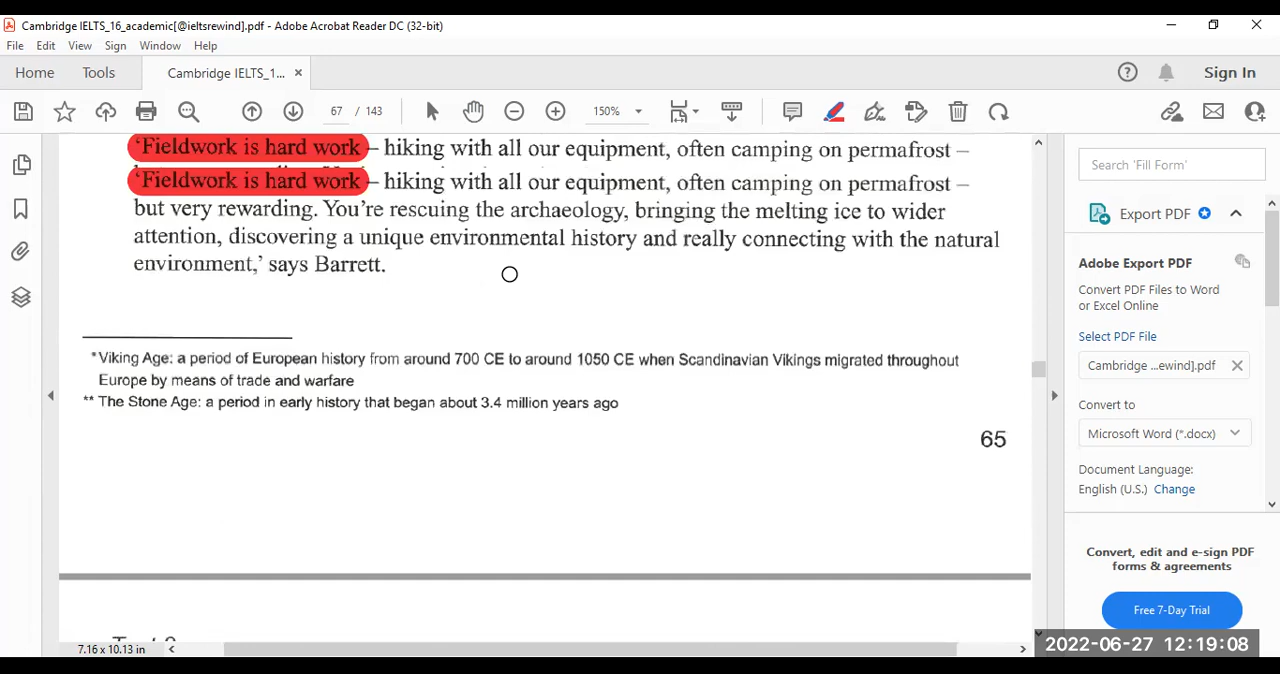 Cambridge IELTS_16_academic[@ieltsrewind].pdf - Adobe Acrobat Reader DC (32-bit)
File Edit View Sign Window Help
Home Tools Cambridge IELTS_1... × Sign In
67 / 143 150%
'Fieldwork is hard work – hiking with all our equipment, often camping on permafrost –
'Fieldwork is hard work – hiking with all our equipment, often camping on permafrost –
but very rewarding. You're rescuing the archaeology, bringing the melting ice to wider
attention, discovering a unique environmental history and really connecting with the natural
environment,' says Barrett.
*Viking Age: a period of European history from around 700 CE to around 1050 CE when Scandinavian Vikings migrated throughout
Europe by means of trade and warfare
** The Stone Age: a period in early history that began about 3.4 million years ago
65
7.16 x 10.13 in
Search 'Fill Form'
Export PDF
Adobe Export PDF
Convert PDF Files to Word
or Excel Online
Select PDF File
Cambridge ...ewind].pdf
Convert to
Microsoft Word (*.docx)
Document Language:
English (U.S.) Change
Convert, edit and e-sign PDF
forms & agreements
Free 7-Day Trial
2022-06-27 12:19:08